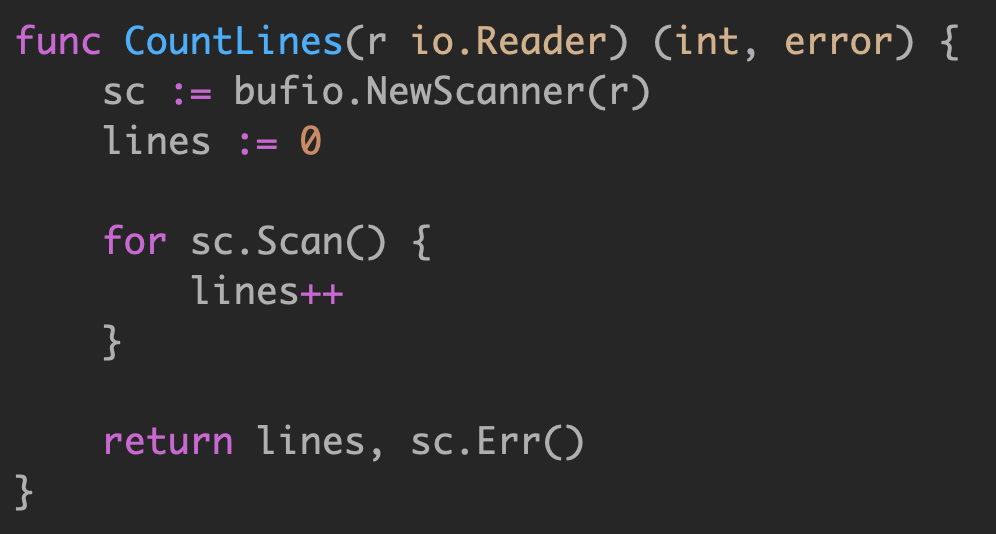 func CountLines(r io.Reader) (int, error) {
    sc := bufio.NewScanner(r)
    lines := 0

    for sc.Scan() {
        lines++
    }

    return lines, sc.Err()
}